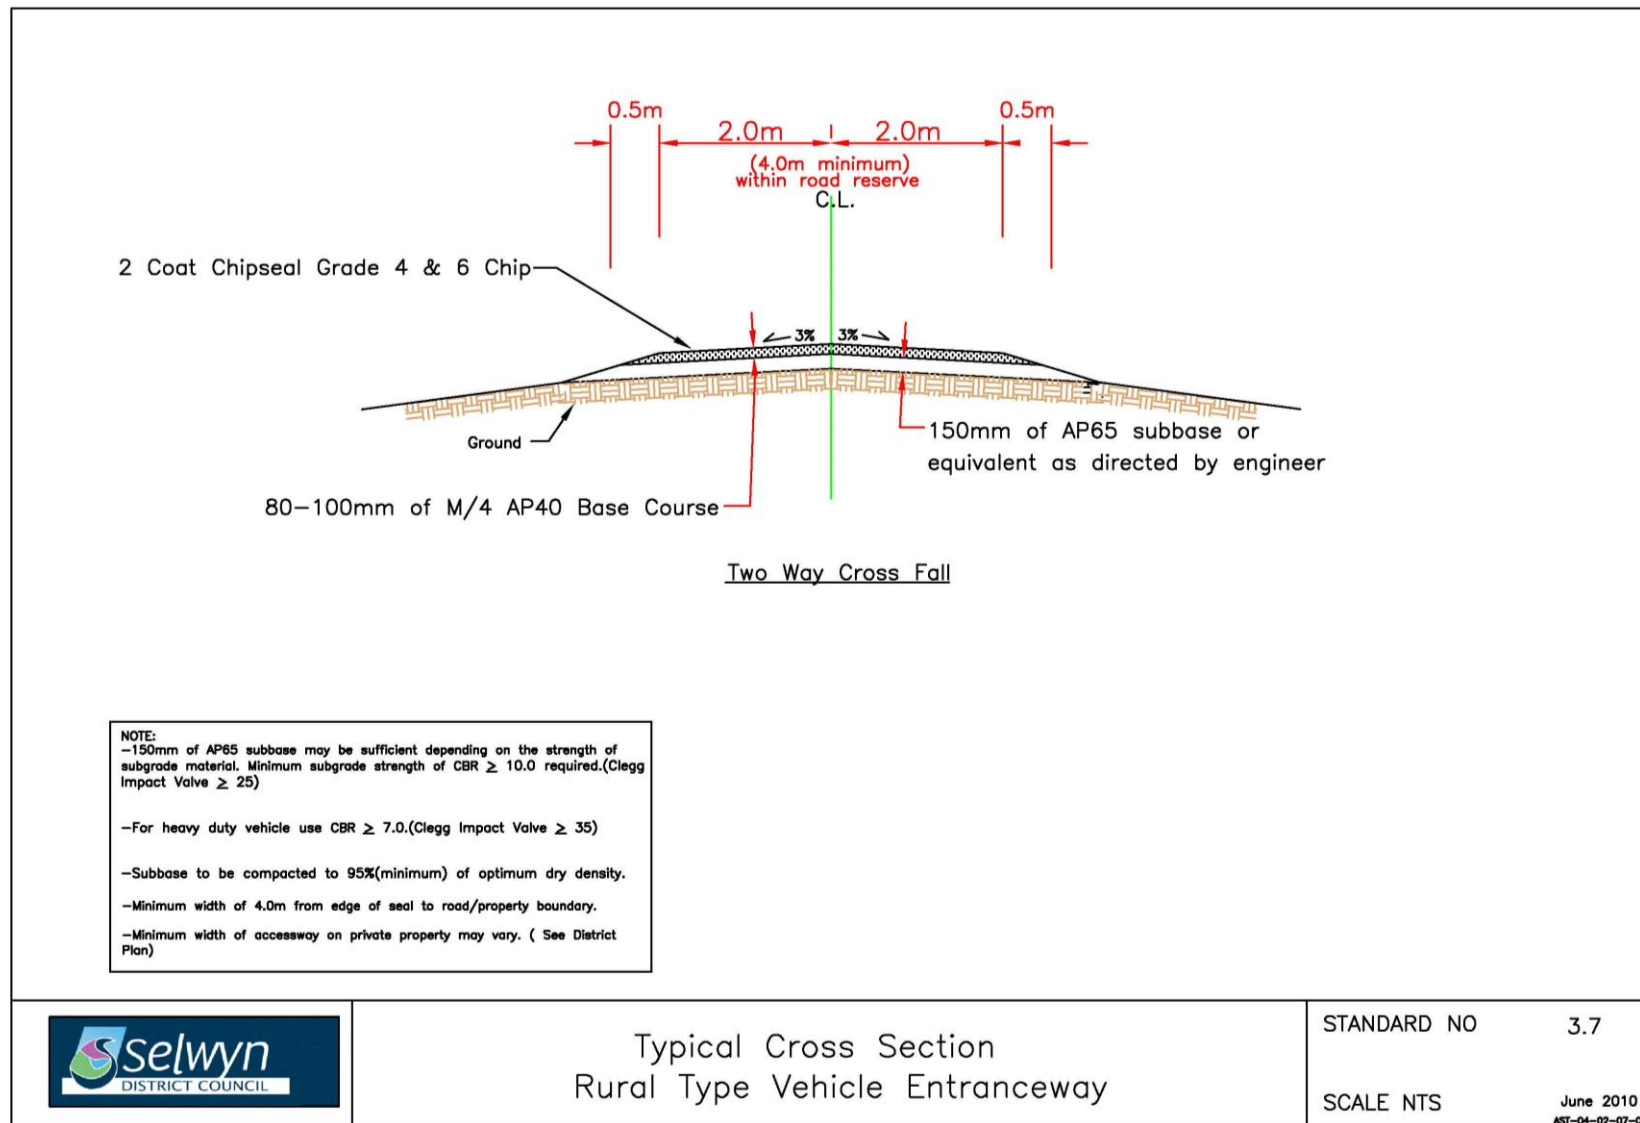 0.5m 0.5m
2.0m 2.0m
(4.0m minimum)
within road reserve
C.L.
2 Coat Chipseal Grade 4 & 6 Chip
3% 3%
Ground
150mm of AP65 subbase or
equivalent as directed by engineer
80-100mm of M/4 AP40 Base Course
Two Way Cross Fall
NOTE:
-150mm of AP65 subbase may be sufficient depending on the strength of
subgrade material. Minimum subgrade strength of CBR ≥ 10.0 required.(Clegg
Impact Valve ≥ 25)
-For heavy duty vehicle use CBR ≥ 7.0.(Clegg Impact Valve ≥ 35)
-Subbase to be compacted to 95%(minimum) of optimum dry density.
-Minimum width of 4.0m from edge of seal to road/property boundary.
-Minimum width of accessway on private property may vary. ( See District
Plan)
Selwyn
DISTRICT COUNCIL
Typical Cross Section
Rural Type Vehicle Entranceway
STANDARD NO 3.7
SCALE NTS June 2010